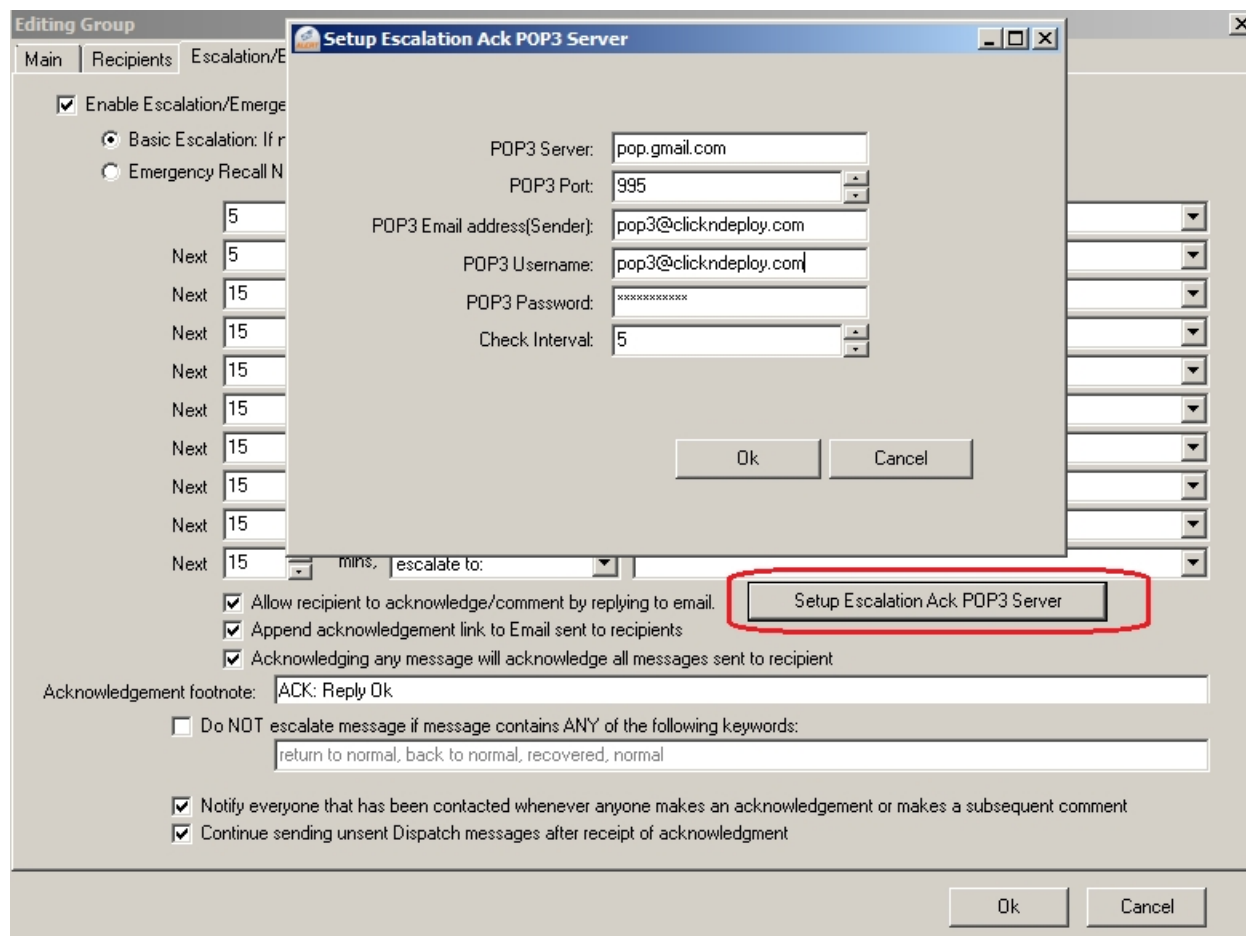 Editing Group
Setup Escalation Ack POP3 Server
Main
Recipients
Escalation/E
Enable Escalation/Emerge
Basic Escalation: If
Emergency Recall N
POP3 Server: pop.gmail.com
POP3 Port: 995
POP3 Email address(Sender): pop3@clickndeploy.com
POP3 Username: pop3@clickndeploy.com
POP3 Password: ***********
Check Interval: 5
Ok
Cancel
5
Next 5
Next 15
Next 15
Next 15
Next 15
Next 15
Next 15
Next 15
Next 15 mins, escalate to:
Allow recipient to acknowledge/comment by replying to email.
Setup Escalation Ack POP3 Server
Append acknowledgement link to Email sent to recipients
Acknowledging any message will acknowledge all messages sent to recipient
Acknowledgement footnote: ACK: Reply Ok
Do NOT escalate message if message contains ANY of the following keywords:
return to normal, back to normal, recovered, normal
Notify everyone that has been contacted whenever anyone makes an acknowledgement or makes a subsequent comment
Continue sending unsent Dispatch messages after receipt of acknowledgment
Ok
Cancel